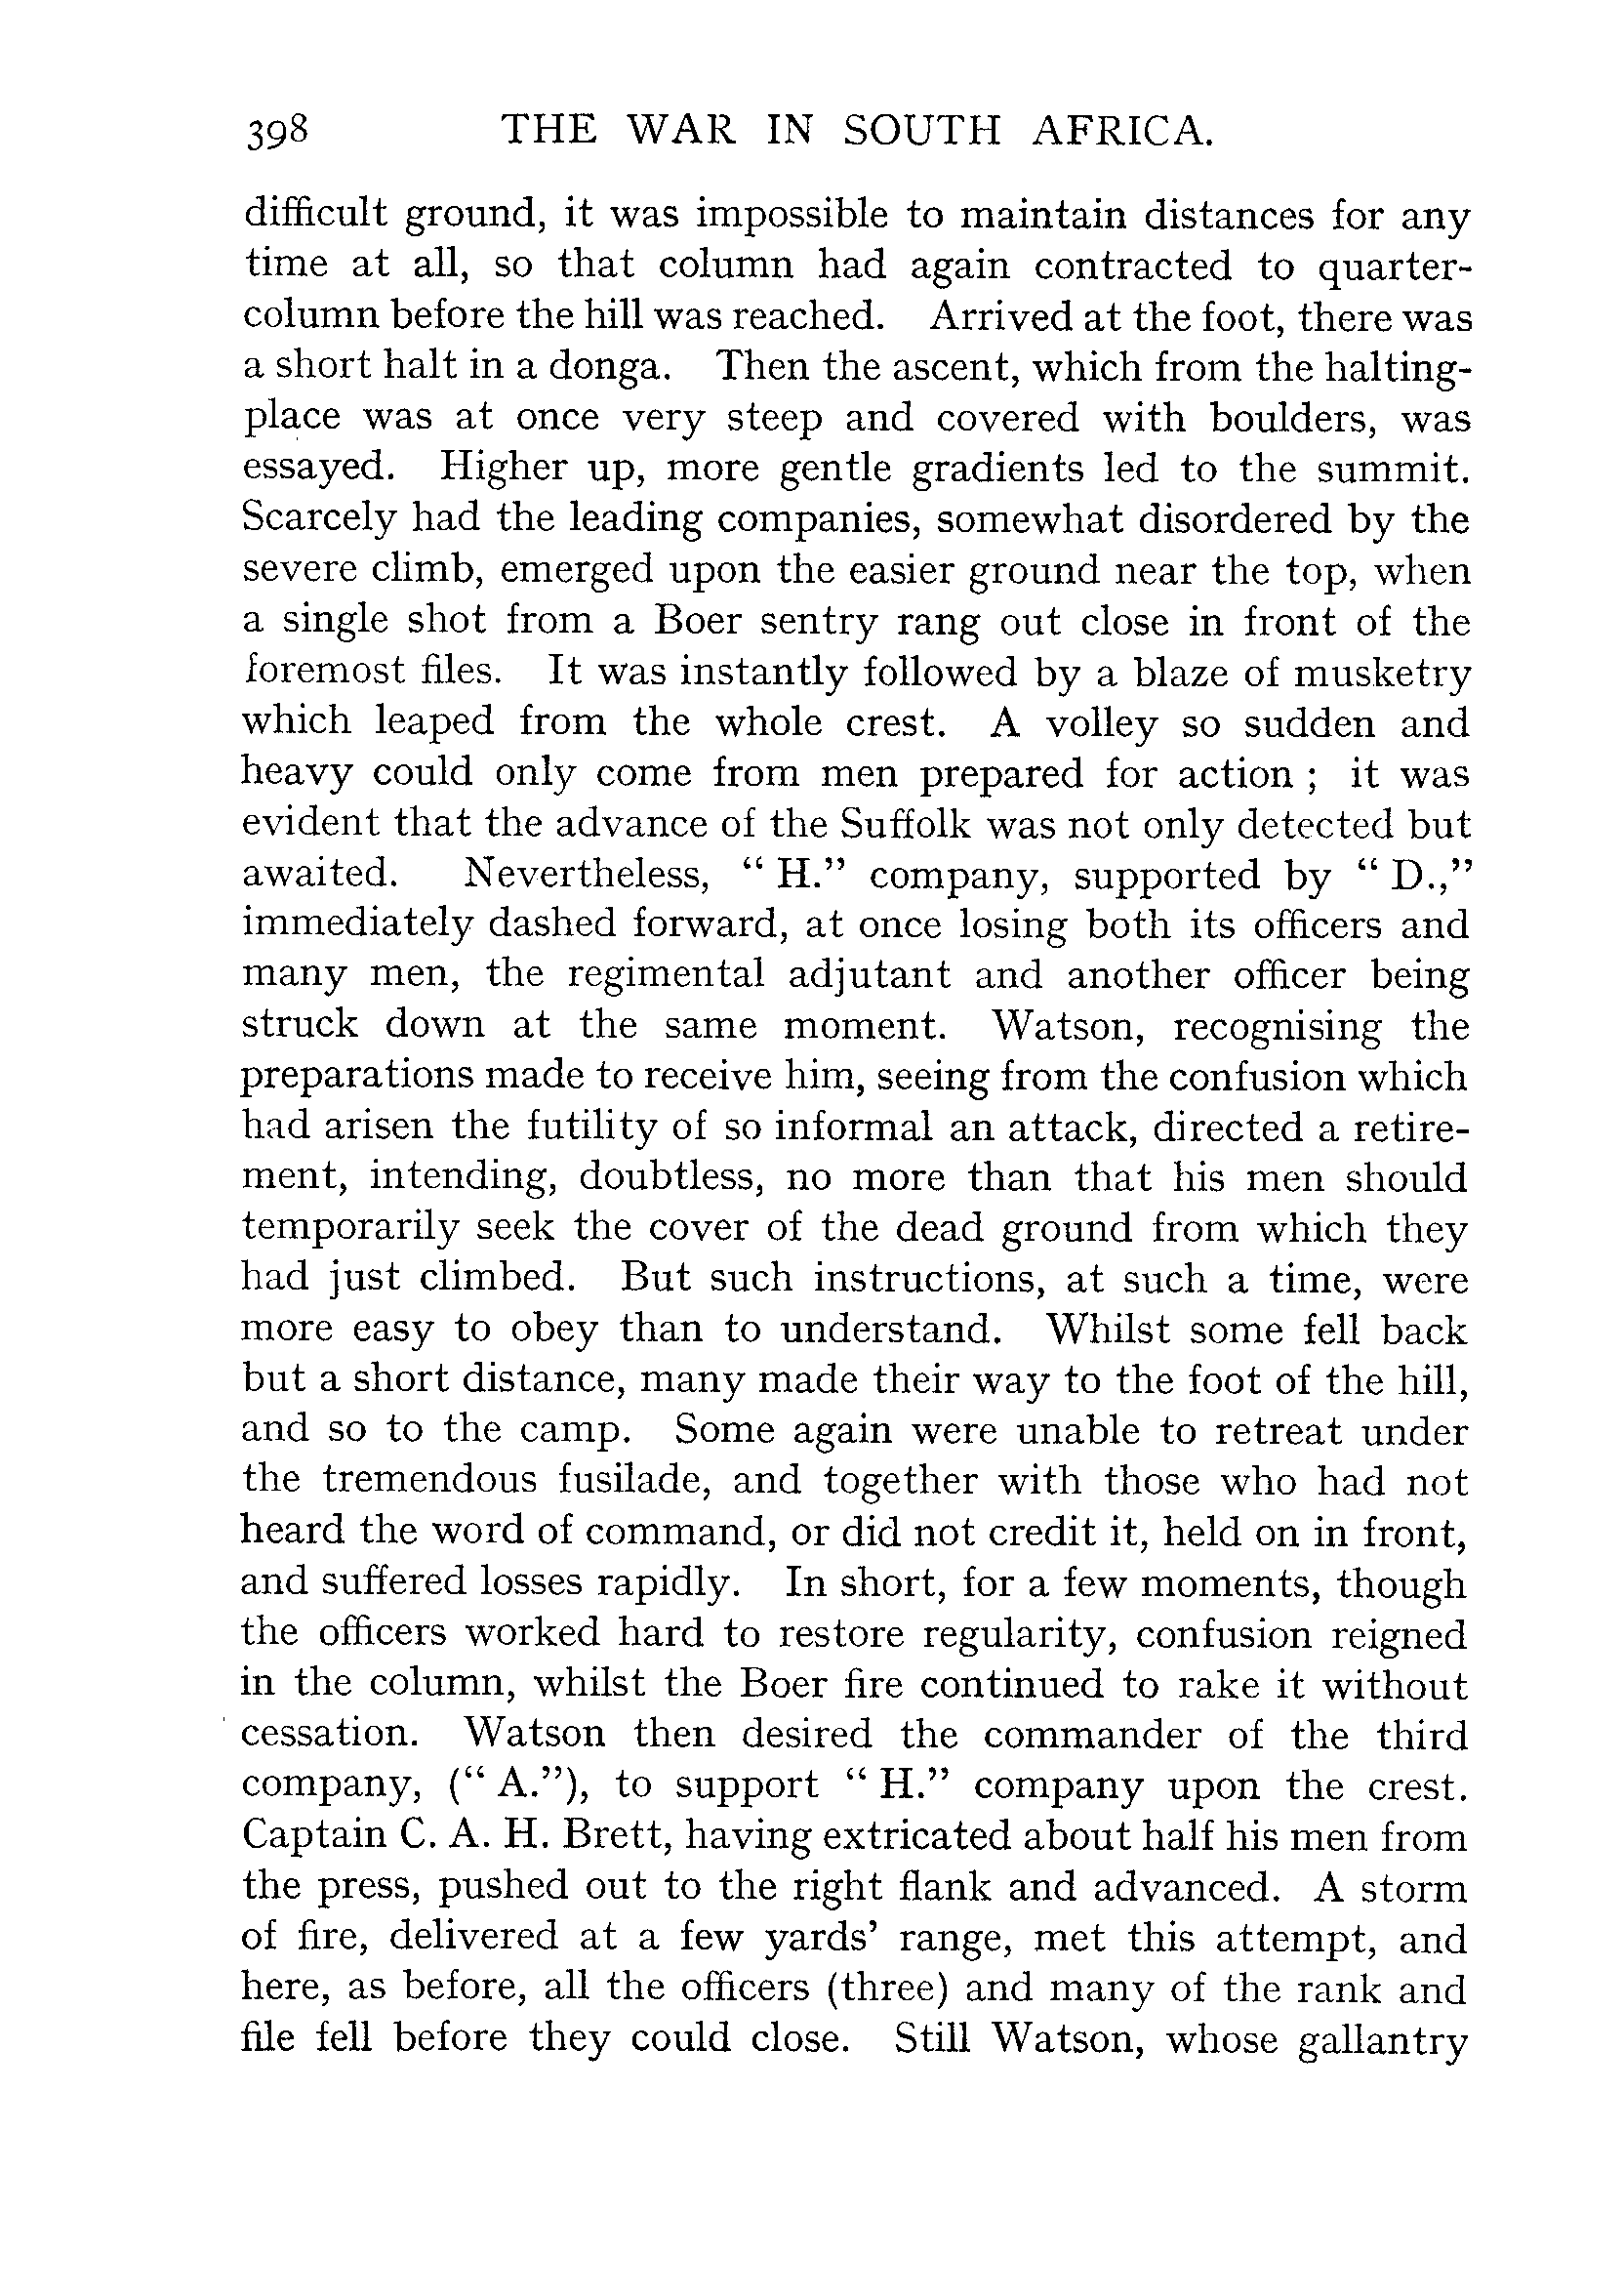 398 THE WAR IN SOUTH AFRICA.
difficult ground, it was impossible to maintain distances for any
time at all, so that column had again contracted to quarter-
column before the hill was reached. Arrived at the foot, there was
a short halt in a donga. Then the ascent, which from the halting-
place was at once very steep and covered with boulders, was
essayed. Higher up, more gentle gradients led to the summit.
Scarcely had the leading companies, somewhat disordered by the
severe climb, emerged upon the easier ground near the top, when
a single shot from a Boer sentry rang out close in front of the
foremost files. It was instantly followed by a blaze of musketry
which leaped from the whole crest. A volley so sudden and
heavy could only come from men prepared for action ; it was
evident that the advance of the Suffolk was not only detected but
awaited. Nevertheless, “ H.” company, supported by “ D.,”
immediately dashed forward, at once losing both its officers and
many men, the regimental adjutant and another officer being
struck down at the same moment. Watson, recognising the
preparations made to receive him, seeing from the confusion which
had arisen the futility of so informal an attack, directed a retire-
ment, intending, doubtless, no more than that his men should
temporarily seek the cover of the dead ground from which they
had just climbed. But such instructions, at such a time, were
more easy to obey than to understand. Whilst some fell back
but a short distance, many made their way to the foot of the hill,
and so to the camp. Some again were unable to retreat under
the tremendous fusilade, and together with those who had not
heard the word of command, or did not credit it, held on in front,
and suffered losses rapidly. In short, for a few moments, though
the officers worked hard to restore regularity, confusion reigned
in the column, whilst the Boer fire continued to rake it without
cessation. Watson then desired the commander of the third
company, (“ A.”), to support “ H.” company upon the crest.
Captain C. A. H. Brett, having extricated about half his men from
the press, pushed out to the right flank and advanced. A storm
of fire, delivered at a few yards’ range, met this attempt, and
here, as before, all the officers (three) and many of the rank and
file fell before they could close. Still Watson, whose gallantry